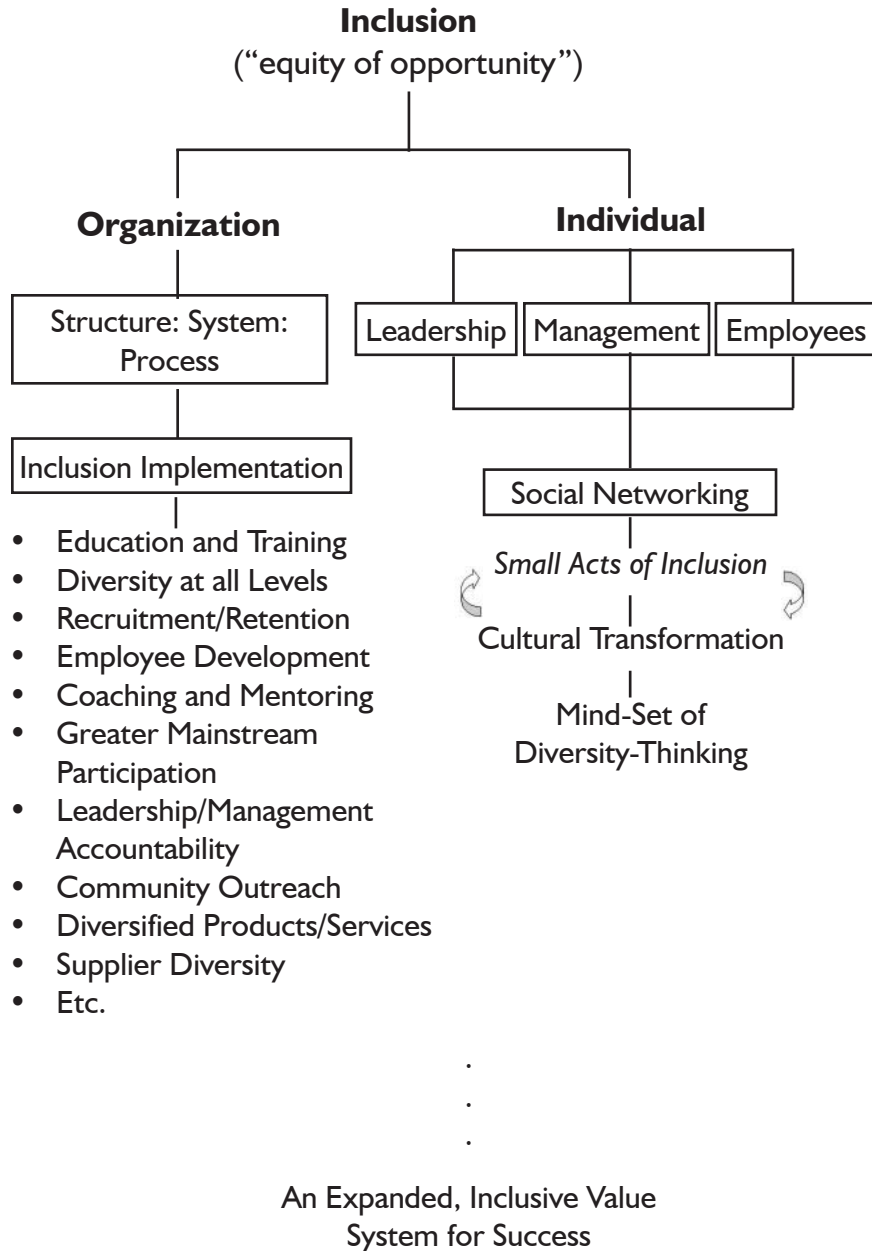 Inclusion
(“equity of opportunity”)
Organization
Structure: System:
Process
Inclusion Implementation
• Education and Training
• Diversity at all Levels
• Recruitment/Retention
• Employee Development
• Coaching and Mentoring
• Greater Mainstream
Participation
• Leadership/Management
Accountability
• Community Outreach
• Diversified Products/Services
• Supplier Diversity
• Etc.
Individual
Leadership
Management
Employees
Social Networking
Small Acts of Inclusion
Cultural Transformation
Mind-Set of
Diversity-Thinking
.
.
.
An Expanded, Inclusive Value
System for Success